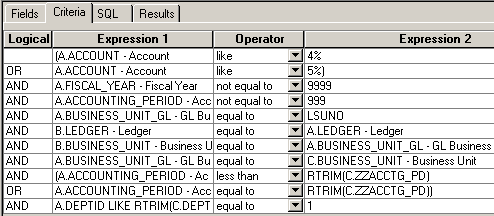 Fields Criteria SQL Results
Logical Expression 1 Operator Expression 2
(A.ACCOUNT - Account like 4%
OR A.ACCOUNT - Account like 5%)
AND A.FISCAL_YEAR - Fiscal Year not equal to 9999
AND A.ACCOUNTING_PERIOD - Acc not equal to 999
AND A.BUSINESS_UNIT_GL - GL Bu equal to LSUNO
AND B.LEDGER - Ledger equal to A.LEDGER - Ledger
AND B.BUSINESS_UNIT - Business U equal to A.BUSINESS_UNIT_GL - GL Business
AND A.BUSINESS_UNIT_GL - GL Bu equal to C.BUSINESS_UNIT - Business Unit
AND (A.ACCOUNTING_PERIOD - Ac less than RTRIM(C.ZZACCTG_PD)
OR A.ACCOUNTING_PERIOD - Acc equal to RTRIM(C.ZZACCTG_PD))
AND A.DEPTID LIKE RTRIM(C.DEPT equal to 1